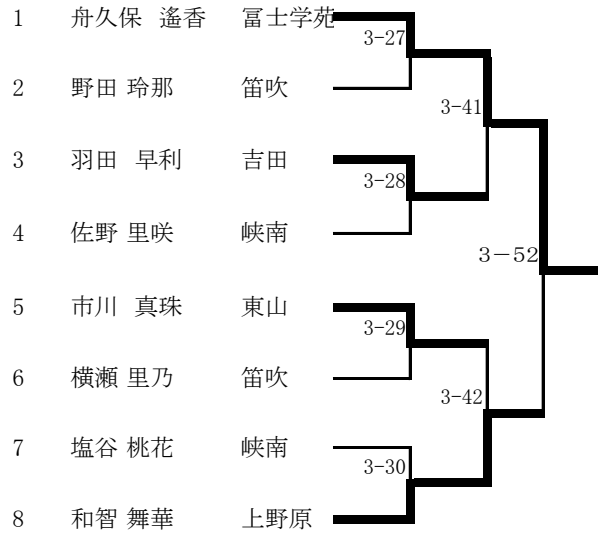 1 舟久保 遙香 冨士学苑
3-27
2 野田 玲那 笛吹
3-41
3 羽田 早利 吉田
3-28
4 佐野 里咲 峡南
3－52
5 市川 真珠 東山
3-29
6 横瀬 里乃 笛吹
3-42
7 塩谷 桃花 峡南
3-30
8 和智 舞華 上野原